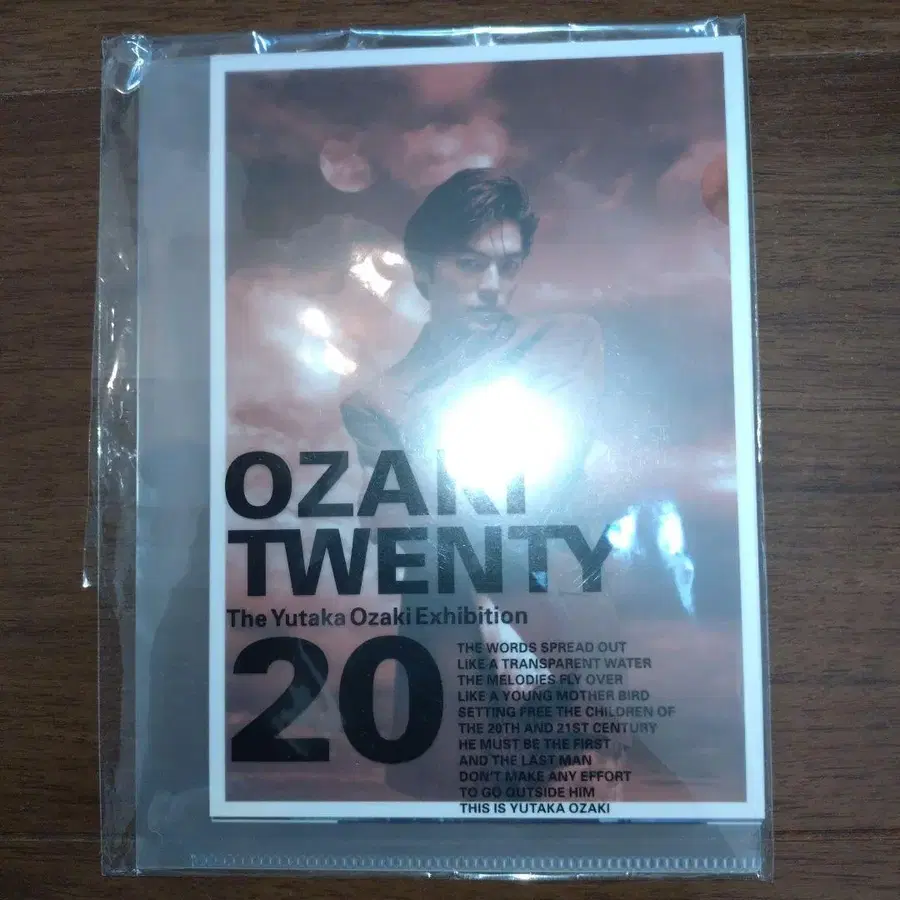 OZAKI
TWENTY
The Yutaka Ozaki Exhibition
20
THE WORDS SPREAD OUT
LIKE A TRANSPARENT WATER
THE MELODIES FLY OVER
LIKE A YOUNG MOTHER BIRD
SETTING FREE THE CHILDREN OF
THE 20TH AND 21ST CENTURY
HE MUST BE THE FIRST
AND THE LAST MAN
DON'T MAKE ANY EFFORT
TO GO OUTSIDE HIM
THIS IS YUTAKA OZAKI